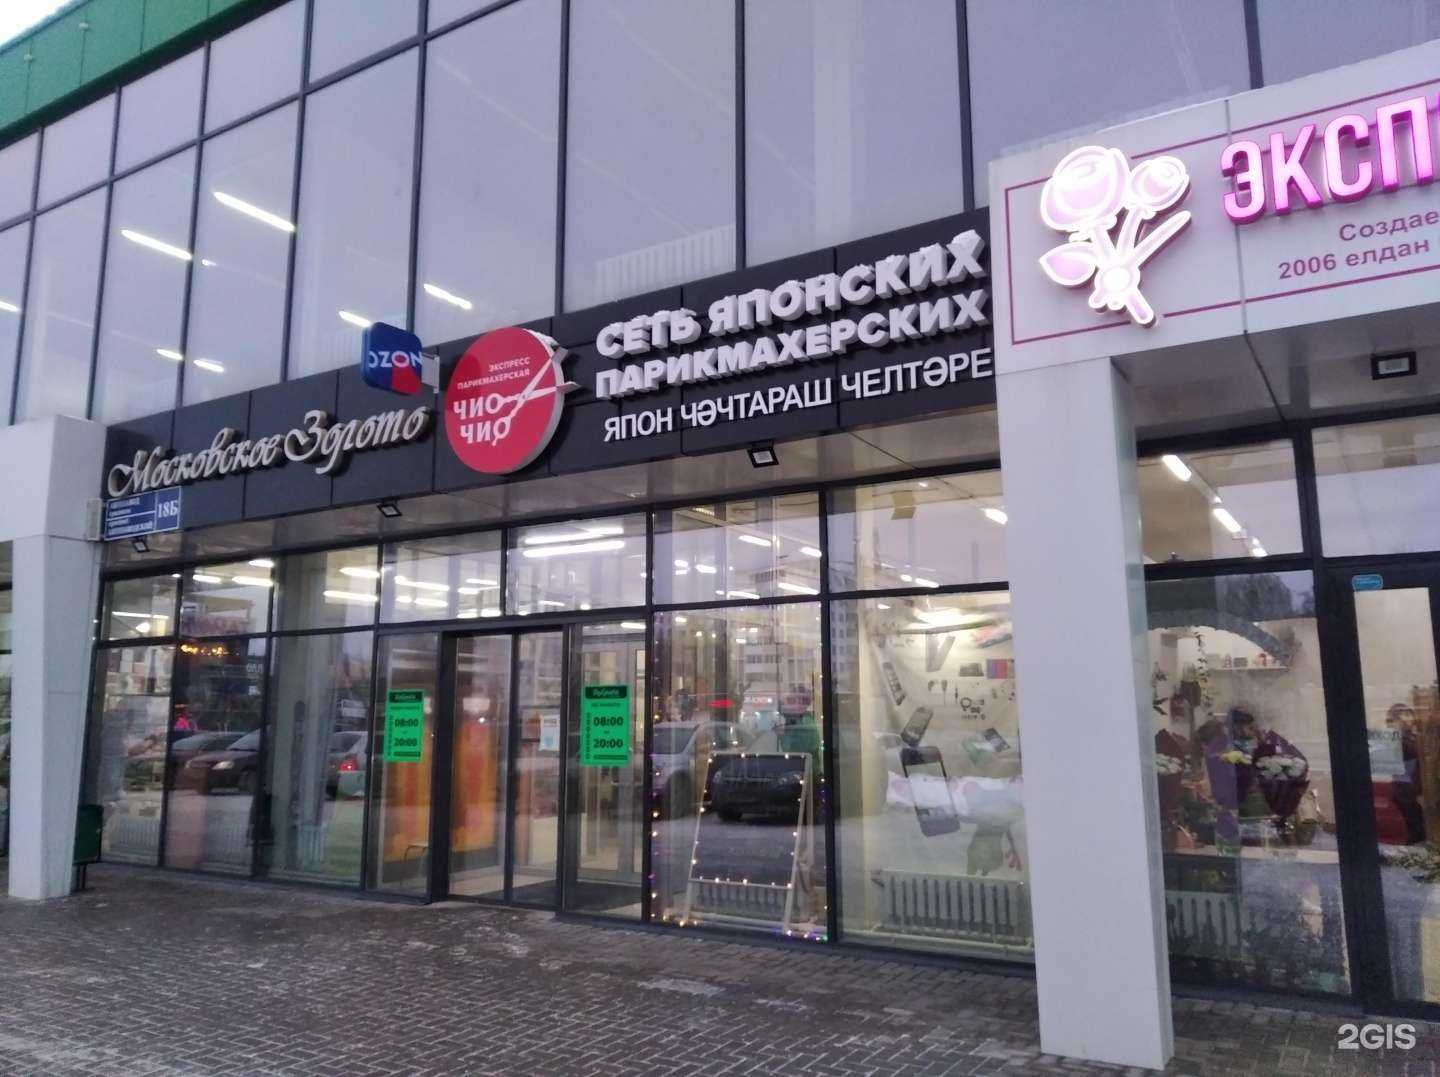 Московское Золото
18Б
OZON
ЭКСПРЕСС
ПАРИКМАХЕРСКАЯ
ЧИО
ЧИО
СЕТЬ ЯПОНСКИХ
ПАРИКМАХЕРСКИХ
ЯПОН ЧӘЧТАРАШ ЧЕЛТӘРЕ
ЭКСП
Создае
2006 елдан
08:00
20:00
08:00
20:00
2GIS